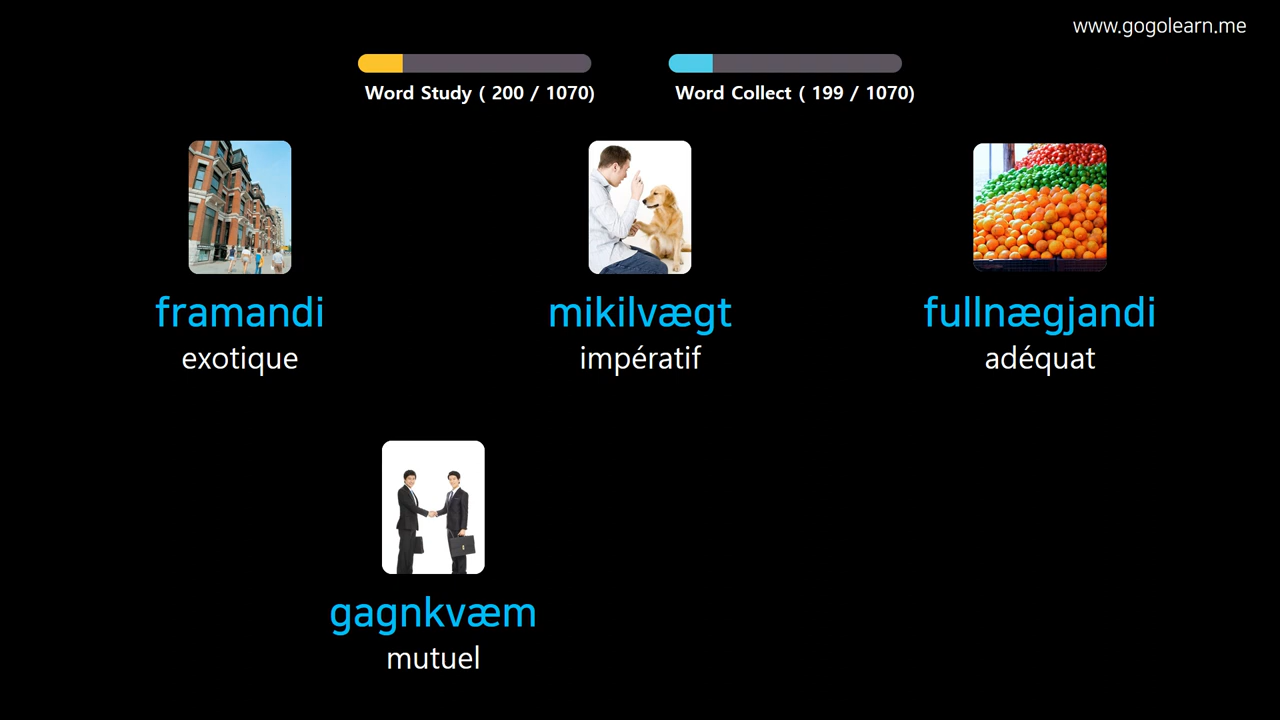 www.gogolearn.me
Word Study ( 200 / 1070)
Word Collect ( 199 / 1070)
framandi
exotique
mikilvægt
impératif
fullnægjandi
adéquat
gagnkvæm
mutuel